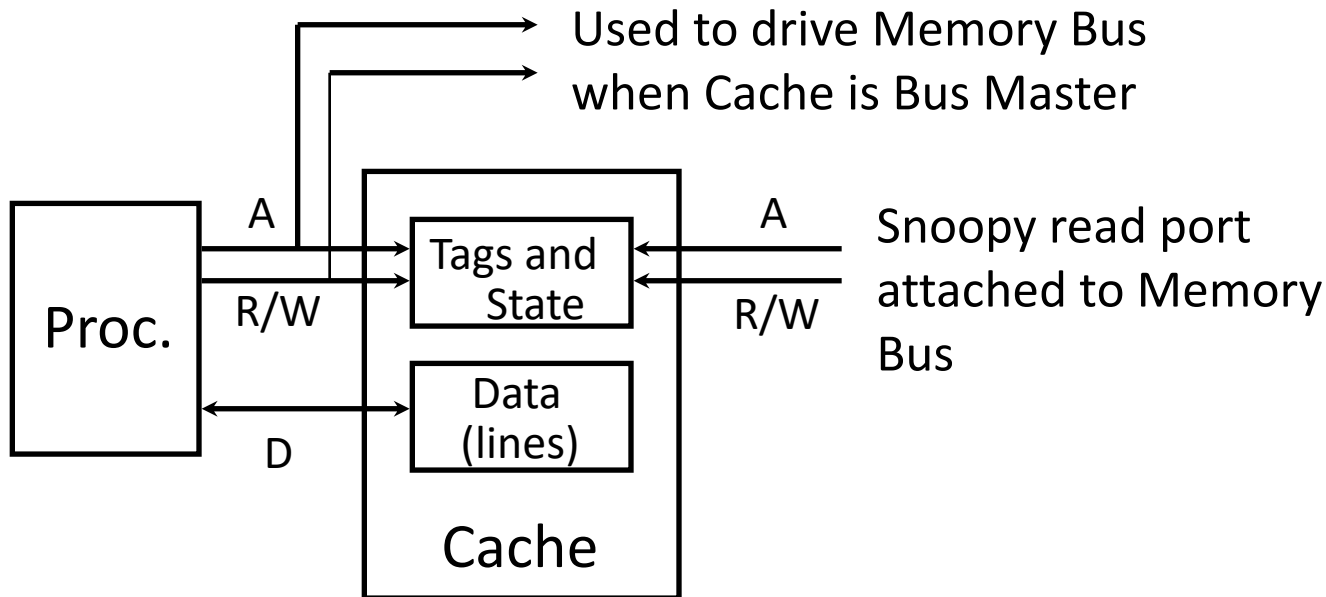 Used to drive Memory Bus
when Cache is Bus Master
A
A
Snoopy read port
attached to Memory
Bus
Tags and
State
R/W
R/W
Proc.
Data
(lines)
D
Cache